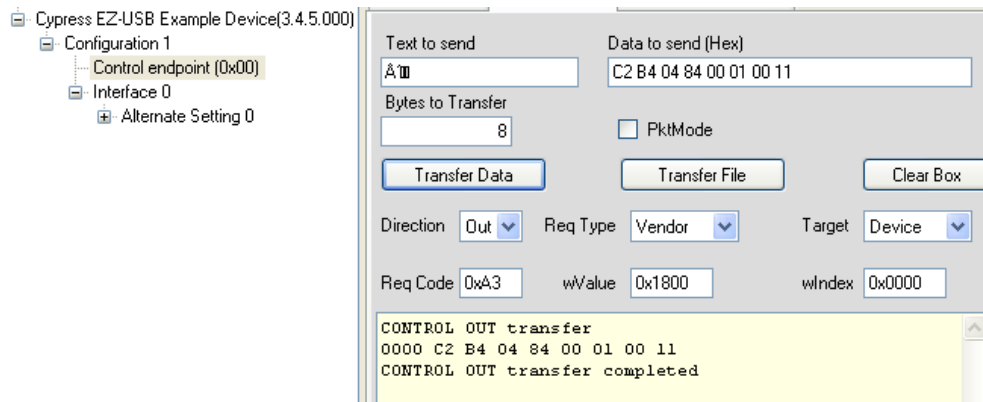 Cypress EZ-USB Example Device(3.4.5.000)
Configuration 1
Control endpoint (0x00)
Interface 0
Alternate Setting 0
Text to send Data to send (Hex)
C2 B4 04 84 00 01 00 11
Bytes to Transfer
8 PktMode
Transfer Data Transfer File Clear Box
Direction Out Req Type Vendor Target Device
Req Code 0xA3 wValue 0x1800 wIndex 0x0000
CONTROL OUT transfer
0000 C2 B4 04 84 00 01 00 11
CONTROL OUT transfer completed